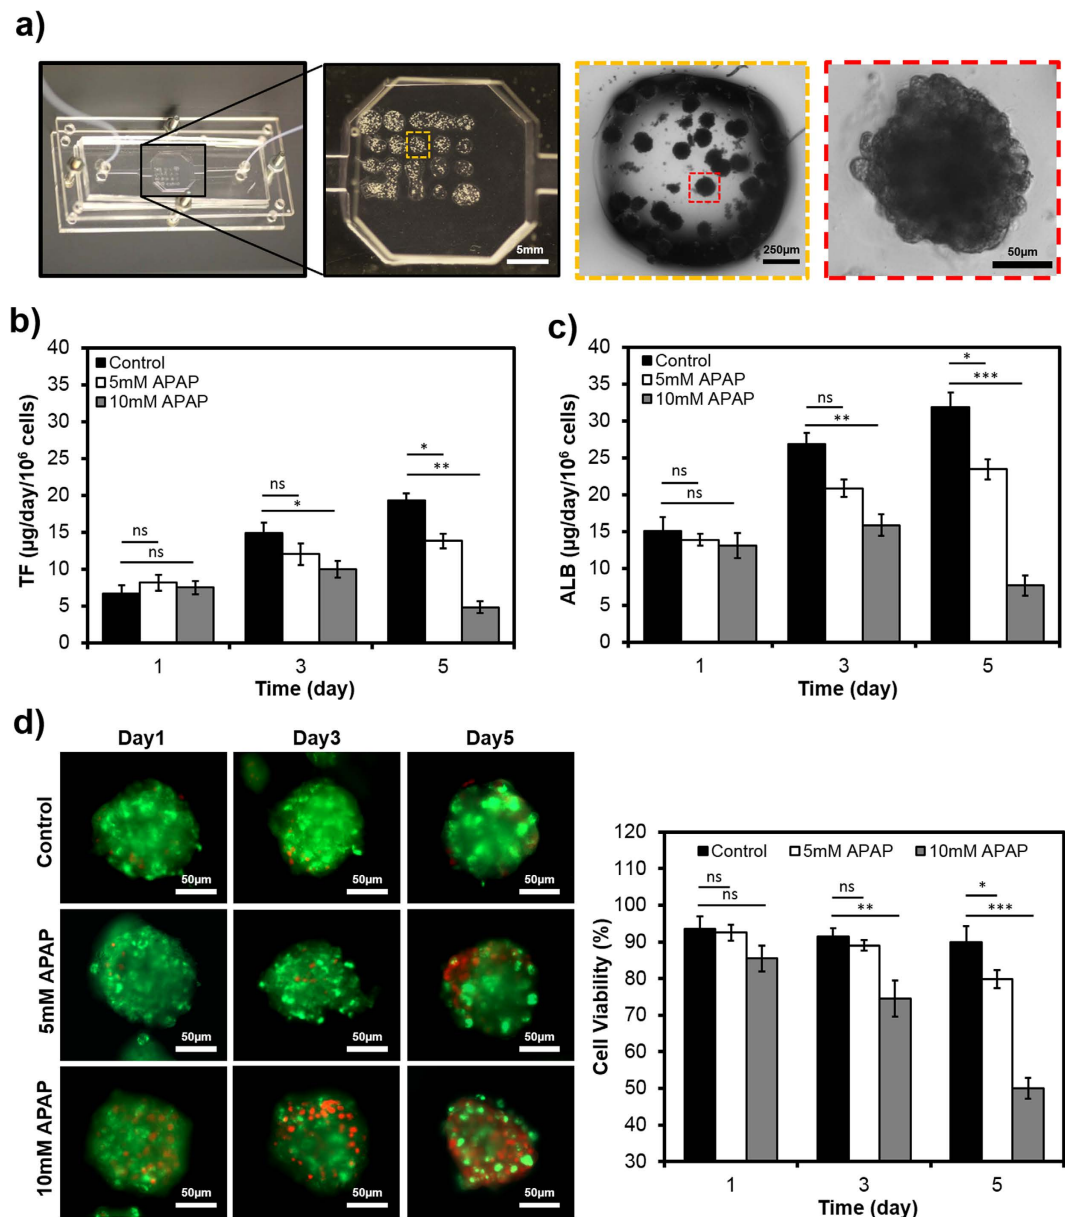 a)
5mm
250µm
50µm
b)
40
35
30
25
20
15
10
5
0
TF (µg/day/10⁶ cells)
Control
5mM APAP
10mM APAP
ns
ns
ns
*
*
**
1
3
5
Time (day)
c)
40
35
30
25
20
15
10
5
0
ALB (µg/day/10⁶ cells)
Control
5mM APAP
10mM APAP
ns
ns
ns
**
*
***
1
3
5
Time (day)
d)
Day1
Day3
Day5
Control
50µm
50µm
50µm
5mM APAP
50µm
50µm
50µm
10mM APAP
50µm
50µm
50µm
120
110
100
90
80
70
60
50
40
30
Cell Viability (%)
Control
5mM APAP
10mM APAP
ns
ns
ns
**
*
***
1
3
5
Time (day)